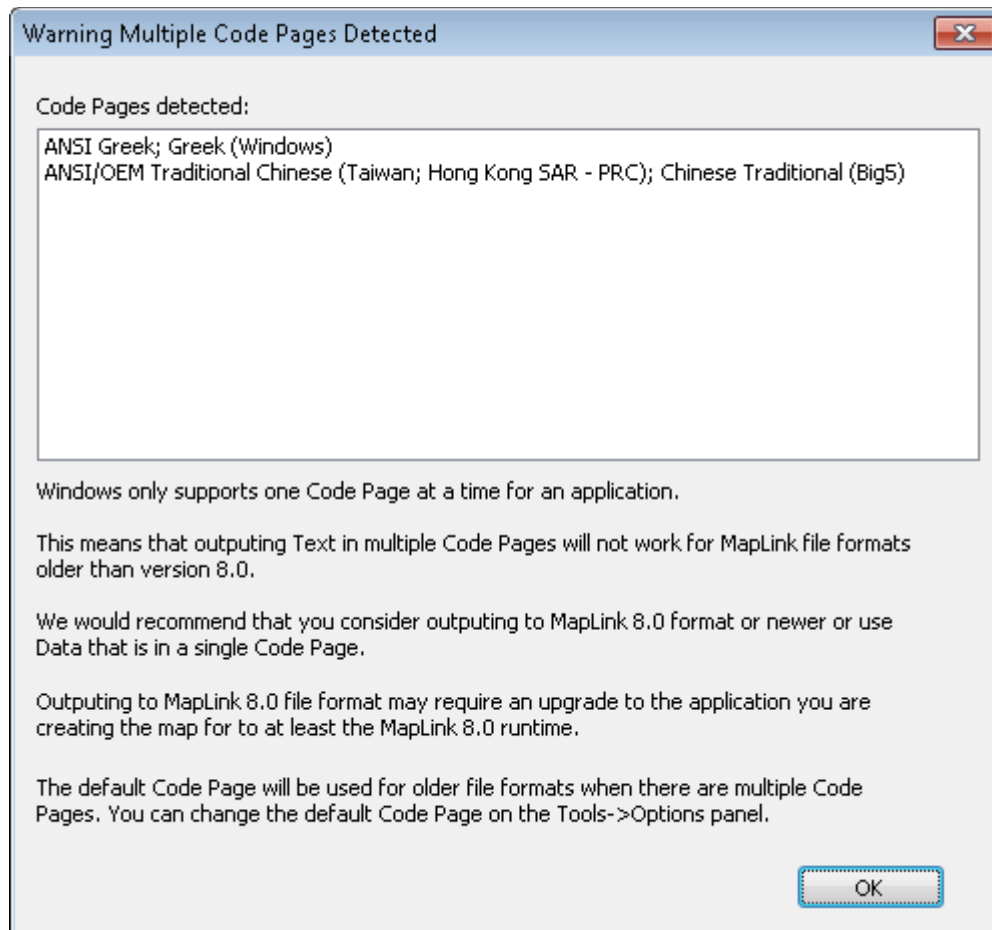 Warning Multiple Code Pages Detected
Code Pages detected:
ANSI Greek; Greek (Windows)
ANSI/OEM Traditional Chinese (Taiwan; Hong Kong SAR - PRC); Chinese Traditional (Big5)
Windows only supports one Code Page at a time for an application.
This means that outputing Text in multiple Code Pages will not work for MapLink file formats
older than version 8.0.
We would recommend that you consider outputing to MapLink 8.0 format or newer or use
Data that is in a single Code Page.
Outputing to MapLink 8.0 file format may require an upgrade to the application you are
creating the map for to at least the MapLink 8.0 runtime.
The default Code Page will be used for older file formats when there are multiple Code
Pages. You can change the default Code Page on the Tools->Options panel.
OK